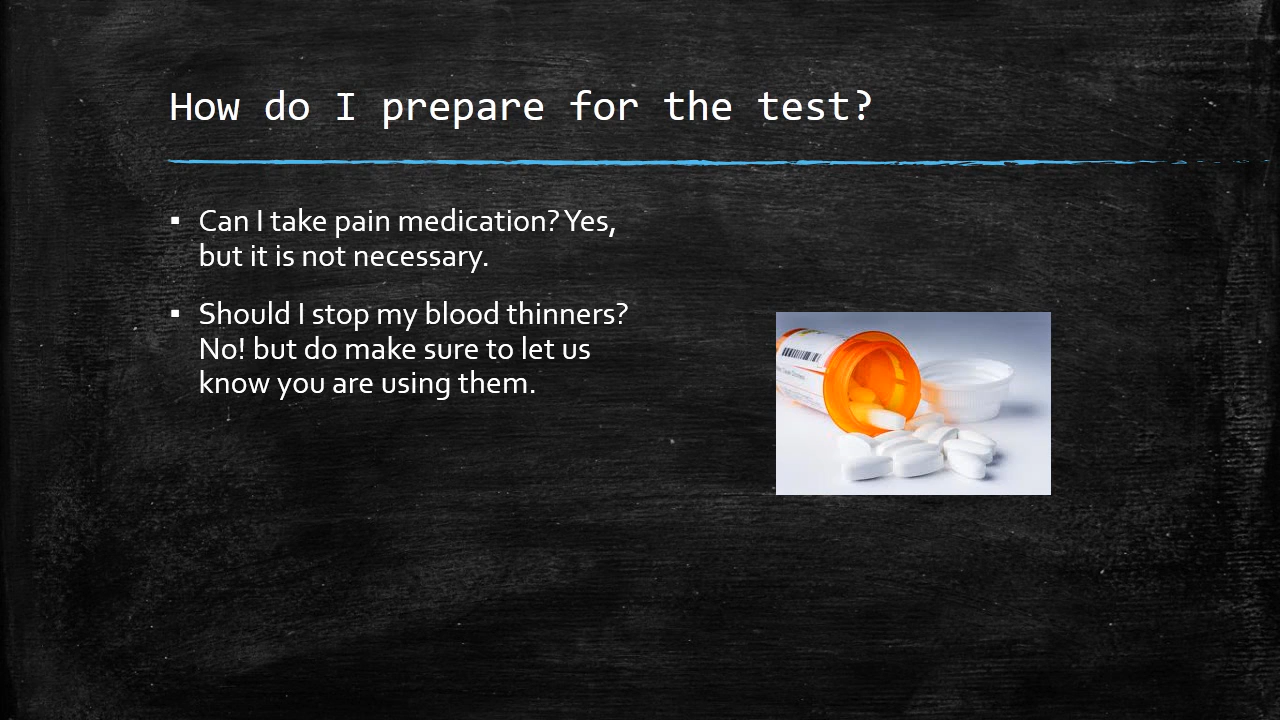 How do I prepare for the test?
▪ Can I take pain medication? Yes,
but it is not necessary.
▪ Should I stop my blood thinners?
No! but do make sure to let us
know you are using them.